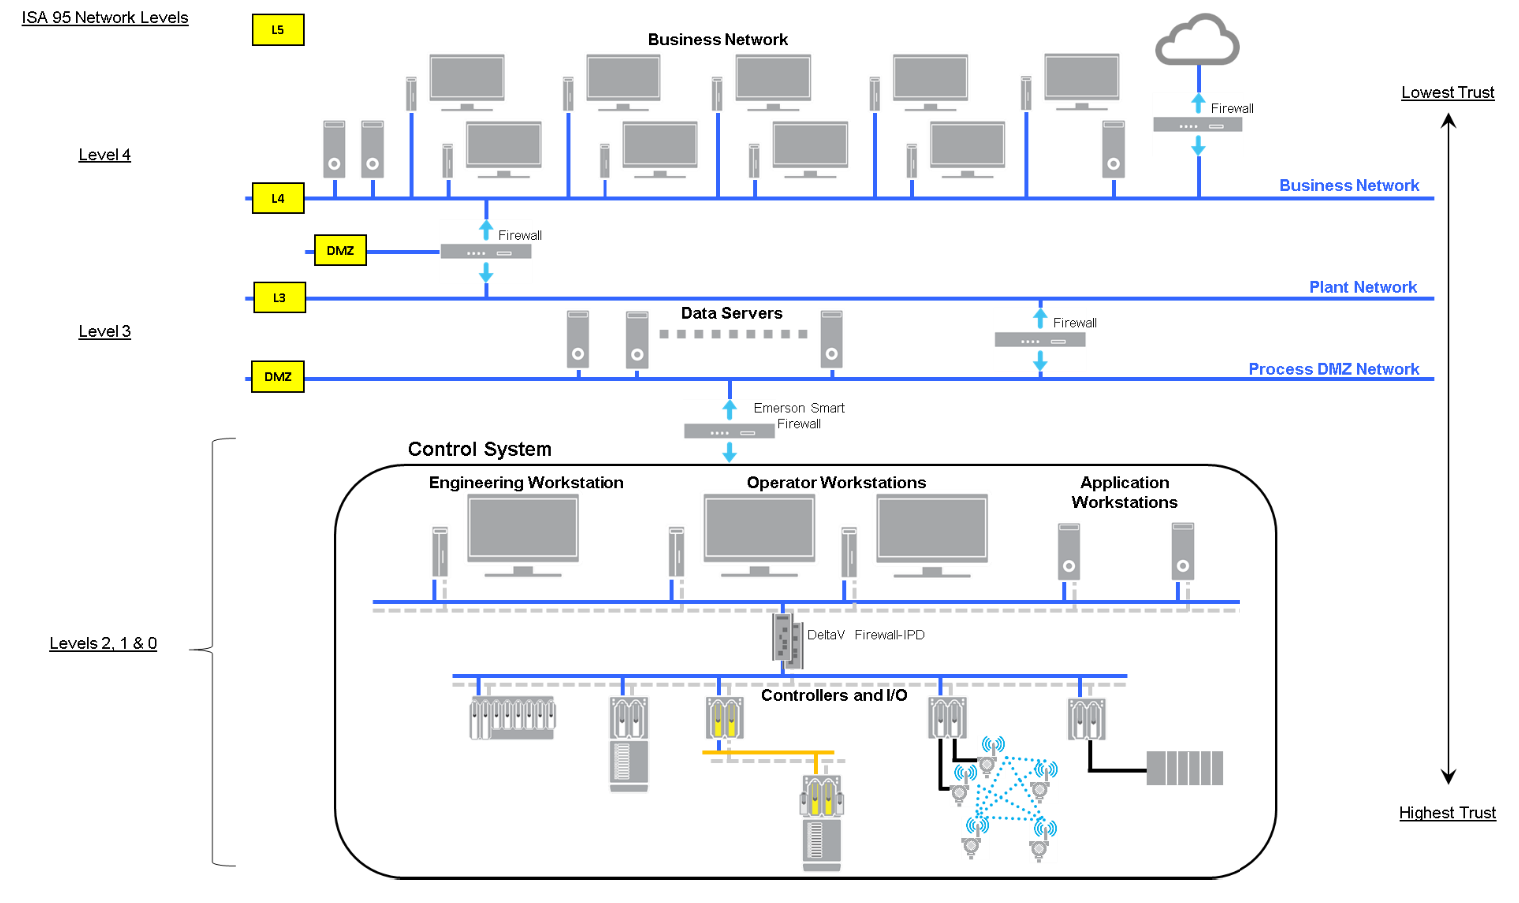 ISA 95 Network Levels
L5
Business Network
Lowest Trust
Firewall
Level 4
L4
Business Network
Firewall
DMZ
L3
Plant Network
Data Servers
Firewall
Level 3
DMZ
Process DMZ Network
Emerson Smart
Firewall
Control System
Engineering Workstation
Operator Workstations
Application
Workstations
DeltaV Firewall-IPD
Levels 2, 1 & 0
Controllers and I/O
Highest Trust